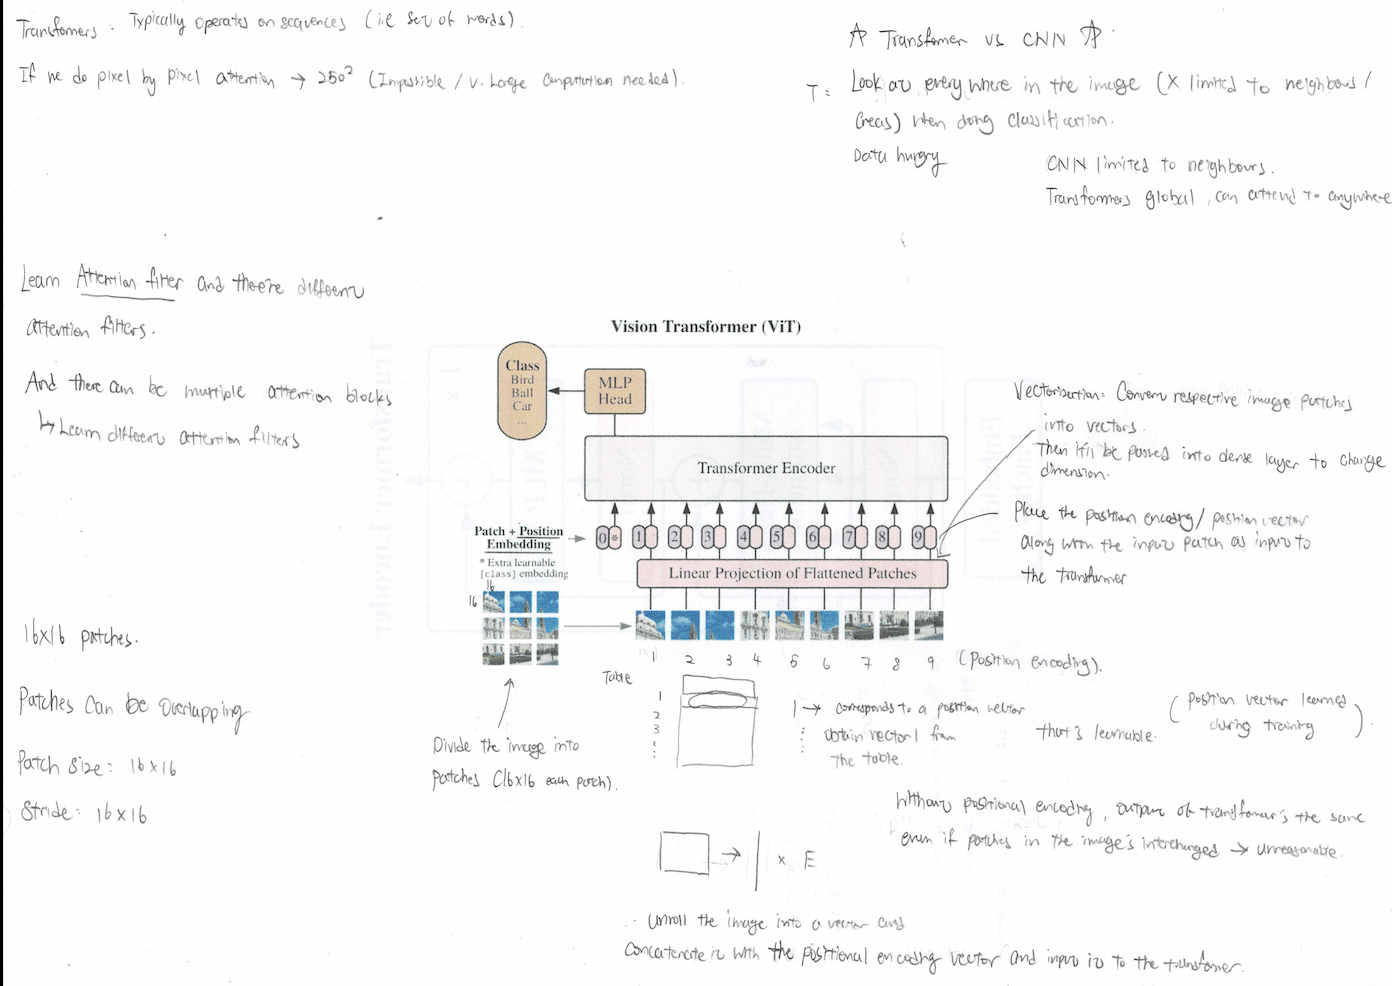 Transformers : Typically operates on sequences (i.e set of words).
If we do pixel by pixel attention → 250² (Impossible / V. Large Computation needed).
Transformer vs CNN
T : Look at every where in the image (X limited to neighbours /
areas) when doing classification.
Data hungry
CNN limited to neighbours.
Transformers global, can attend to anywhere
Learn Attention filter and there're different
attention filters.
And there can be multiple attention blocks
↳ Learn different attention filters
16x16 patches.
Patches Can be Overlapping
Patch Size: 16x16
Stride: 16x16
Vision Transformer (ViT)
Class
Bird
Ball
Car
...
MLP
Head
Transformer Encoder
Patch + Position
Embedding
* Extra learnable
[class] embedding
0 * 1 2 3 4 5 6 7 8 9
Linear Projection of Flattened Patches
16
16
1 2 3 4 5 6 7 8 9 (Position encoding).
Vectorisation: Convert respective image patches
into vectors.
Then it'll be passed into dense layer to change
dimension.
Place the position encoding / position vector
along with the input patch as input to
the transformer
Divide the image into
patches (16x16 each patch).
Table
1
2
3
1 → corresponds to a position vector
obtain vector 1 from
the table.
that's learnable.
( position vector learned
during training ).
Without positional encoding, output of transformer's the same
even if patches in the image's interchanged → unreasonable.
→ | x E
. Unroll the image into a vector and
concatenate it with the positional encoding vector and input it to the transformer.